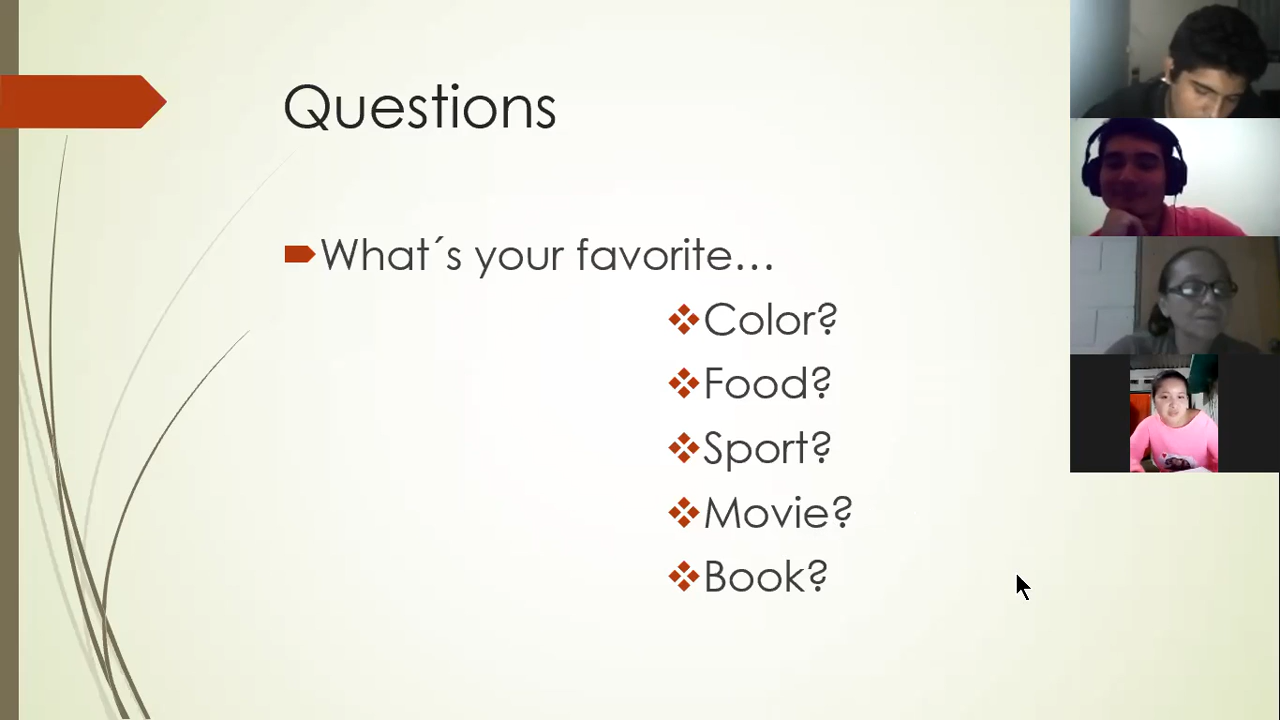 Questions
What´s your favorite…
Color?
Food?
Sport?
Movie?
Book?